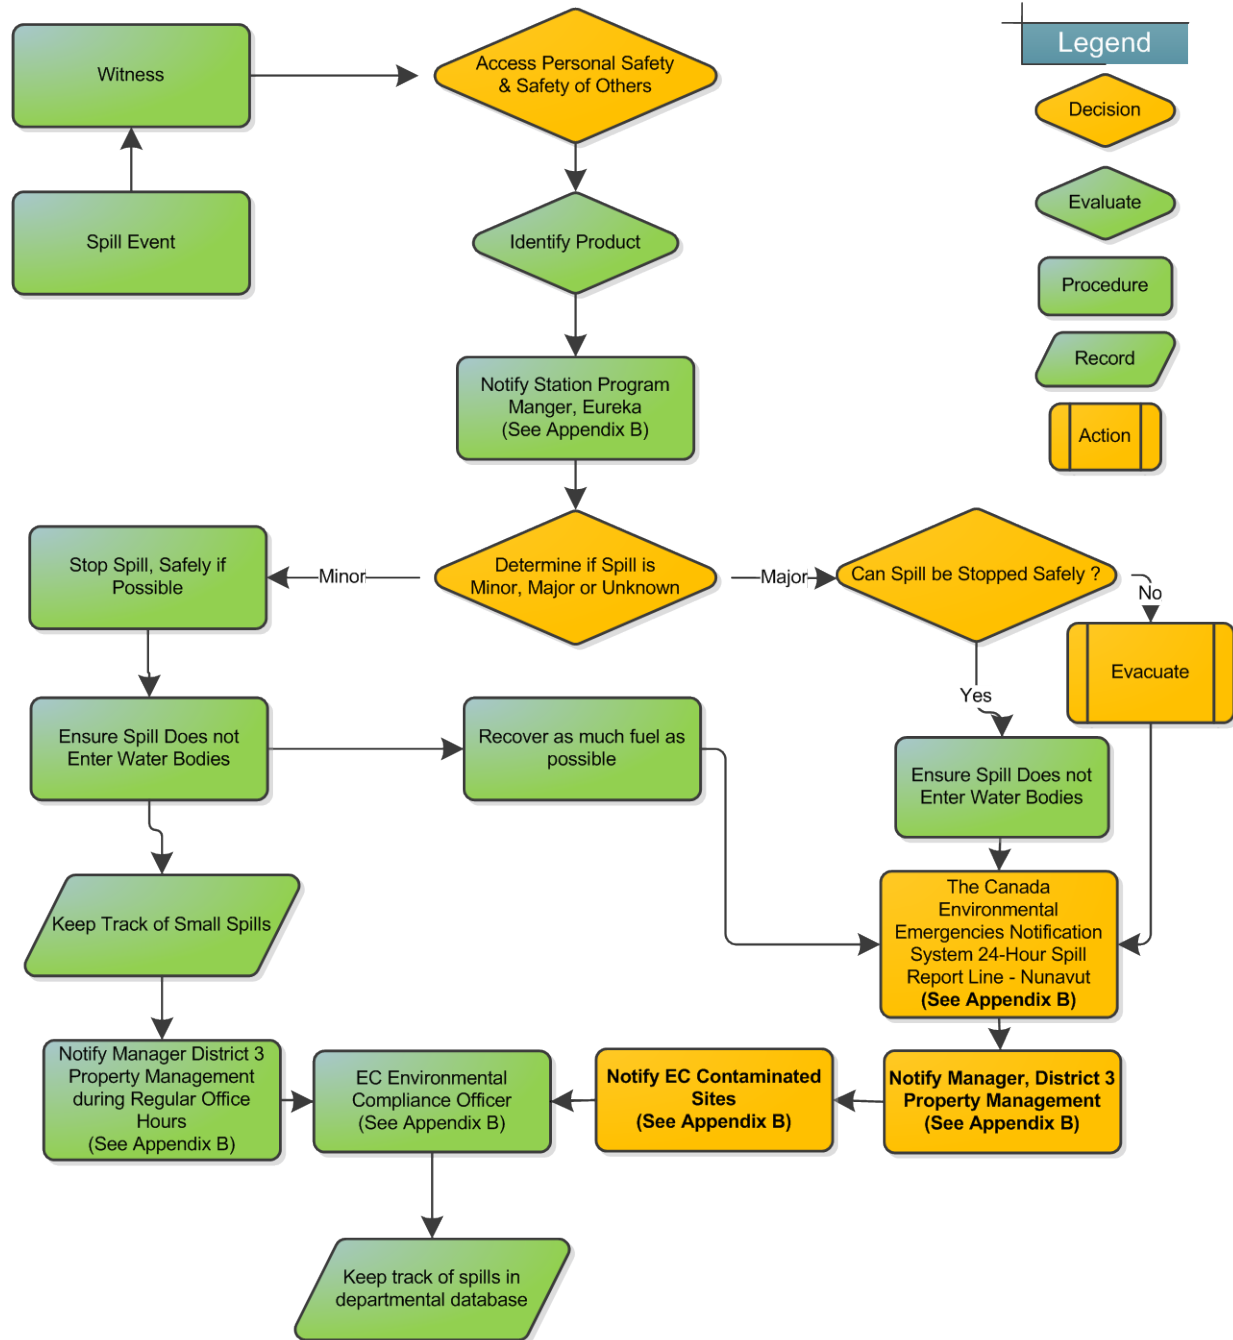 Witness
Access Personal Safety
& Safety of Others
Legend
Decision
Spill Event
Identify Product
Evaluate
Procedure
Record
Action
Notify Station Program
Manger, Eureka
(See Appendix B)
Stop Spill, Safely if
Possible
Minor
Determine if Spill is
Minor, Major or Unknown
Major
Can Spill be Stopped Safely ?
No
Evacuate
Yes
Ensure Spill Does not
Enter Water Bodies
Recover as much fuel as
possible
Ensure Spill Does not
Enter Water Bodies
Keep Track of Small Spills
The Canada
Environmental
Emergencies Notification
System 24-Hour Spill
Report Line - Nunavut
(See Appendix B)
Notify Manager District 3
Property Management
during Regular Office
Hours
(See Appendix B)
EC Environmental
Compliance Officer
(See Appendix B)
Notify EC Contaminated
Sites
(See Appendix B)
Notify Manager, District 3
Property Management
(See Appendix B)
Keep track of spills in
departmental database